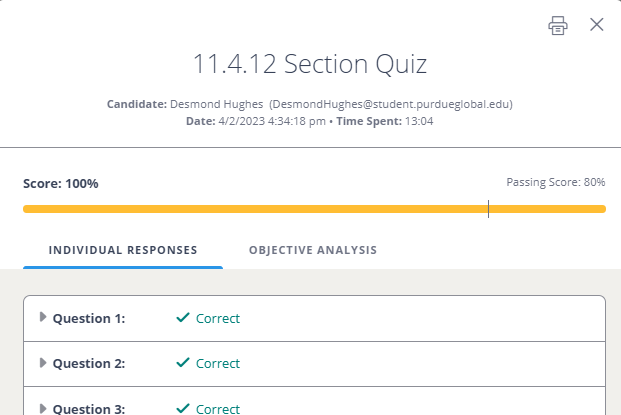 11.4.12 Section Quiz
Candidate: Desmond Hughes (DesmondHughes@student.purdueglobal.edu)
Date: 4/2/2023 4:34:18 pm • Time Spent: 13:04
Score: 100%
Passing Score: 80%
INDIVIDUAL RESPONSES
OBJECTIVE ANALYSIS
Question 1: Correct
Question 2: Correct
Question 3: Correct